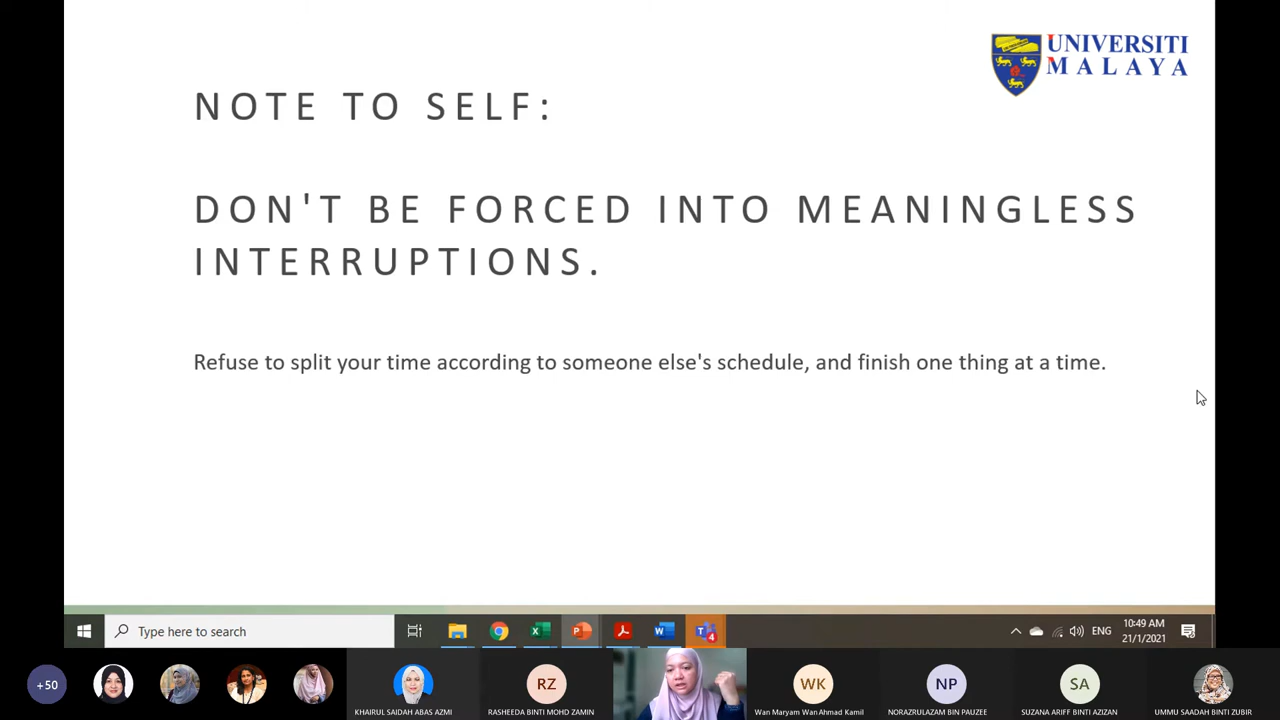 UNIVERSITI
MALAYA
NOTE TO SELF:
DON'T BE FORCED INTO MEANINGLESS
INTERRUPTIONS.
Refuse to split your time according to someone else's schedule, and finish one thing at a time.
Type here to search
4
ENG
10:49 AM
21/1/2021
+50
KHAIRUL SAIDAH ABAS AZMI
RZ
RASHEEDA BINTI MOHD ZAMIN
WK
Wan Maryam Wan Ahmad Kamil
NP
NORAZRULAZAM BIN PAUZEE
SA
SUZANA ARIFF BINTI AZIZAN
UMMU SAADAH BINTI ZUBIR